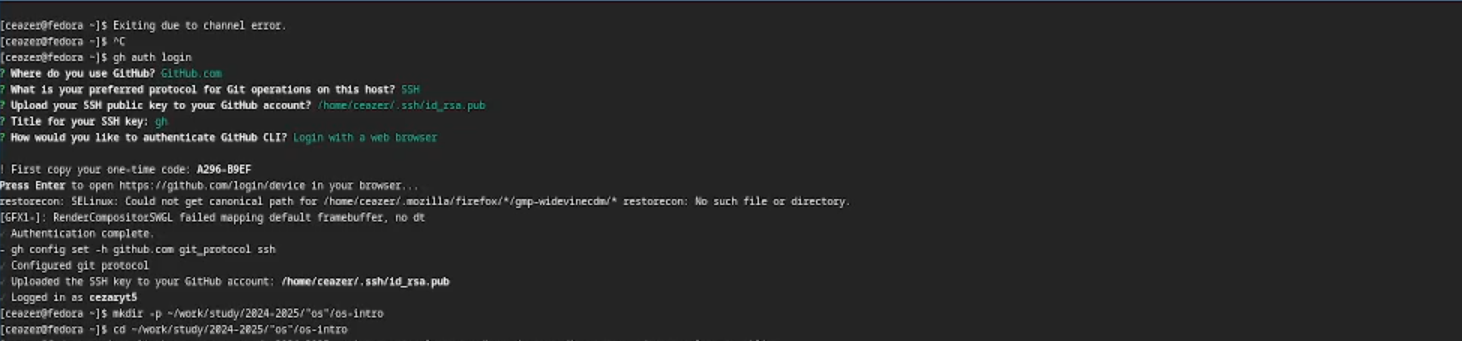 [ceazer@fedora ~]$ Exiting due to channel error.
[ceazer@fedora ~]$ ^C
[ceazer@fedora ~]$ gh auth login
? Where do you use GitHub? GitHub.com
? What is your preferred protocol for Git operations on this host? SSH
? Upload your SSH public key to your GitHub account? /home/ceazer/.ssh/id_rsa.pub
? Title for your SSH key: gh
? How would you like to authenticate GitHub CLI? Login with a web browser
! First copy your one-time code: A296-B9EF
Press Enter to open https://github.com/login/device in your browser...
restorecon: SELinux: Could not get canonical path for /home/ceazer/.mozilla/firefox/*/gmp-widevinecdm/* restorecon: No such file or directory.
[GFX1-]: RenderCompositorSWGL failed mapping default framebuffer, no dt
✓ Authentication complete.
- gh config set -h github.com git_protocol ssh
✓ Configured git protocol
✓ Uploaded the SSH key to your GitHub account: /home/ceazer/.ssh/id_rsa.pub
✓ Logged in as cezaryt5
[ceazer@fedora ~]$ mkdir -p ~/work/study/2024-2025/"os"/os-intro
[ceazer@fedora ~]$ cd ~/work/study/2024-2025/"os"/os-intro